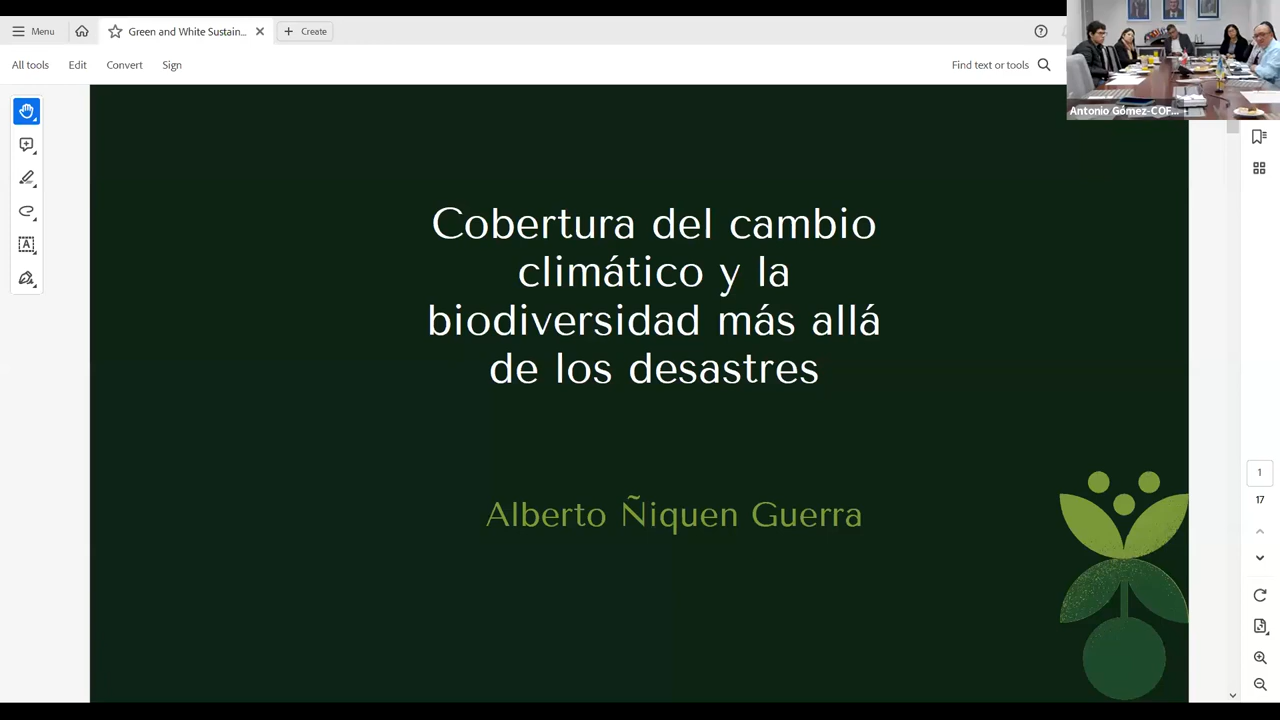 Menu
Green and White Sustain...
Create
All tools
Edit
Convert
Sign
Find text or tools
Antonio Gómez-COF...
Cobertura del cambio
climático y la
biodiversidad más allá
de los desastres
Alberto Ñiquen Guerra
1
17